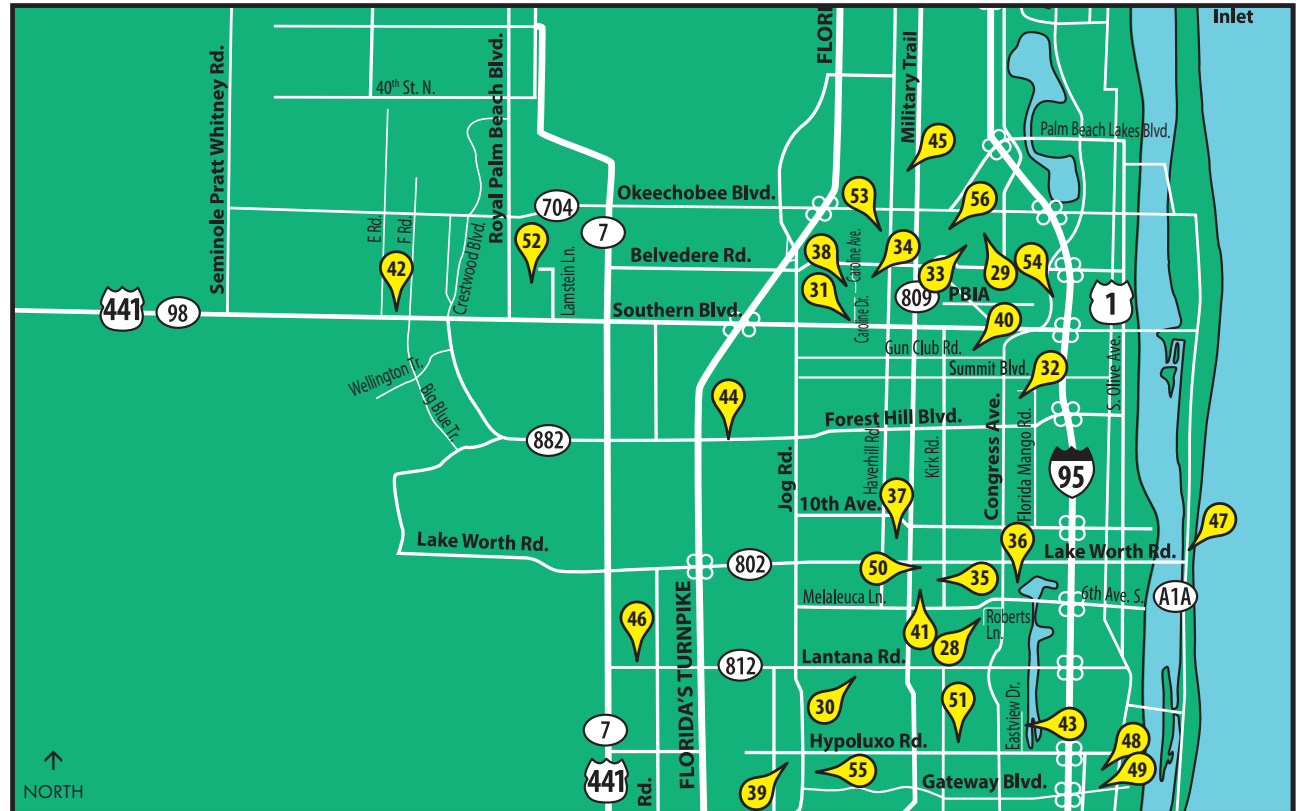 Inlet
FLORI
Military Trail
Seminole Pratt Whitney Rd.
Royal Palm Beach Blvd.
40th St. N.
Palm Beach Lakes Blvd.
45
Okeechobee Blvd.
704
7
53
56
E Rd.
F Rd.
Crestwood Blvd.
52
42
Lamstein Ln.
Belvedere Rd.
38
Caroline Ave.
34
33
29
54
31
Caroline Dr.
809
PBIA
1
441
98
Southern Blvd.
40
Gun Club Rd.
Summit Blvd.
32
S. Olive Ave.
Wellington Tr.
Big Blue Tr.
44
Forest Hill Blvd.
882
Haverhill Rd.
Kirk Rd.
Congress Ave.
Florida Mango Rd.
95
Jog Rd.
37
10th Ave.
47
Lake Worth Rd.
802
36
Lake Worth Rd.
50
35
Melaleuca Ln.
6th Ave. S.
A1A
46
41
28
Roberts Ln.
FLORIDA'S TURNPIKE
812
Lantana Rd.
30
51
Eastview Dr.
43
7
Hypoluxo Rd.
48
441
Rd.
39
55
Gateway Blvd.
49
NORTH